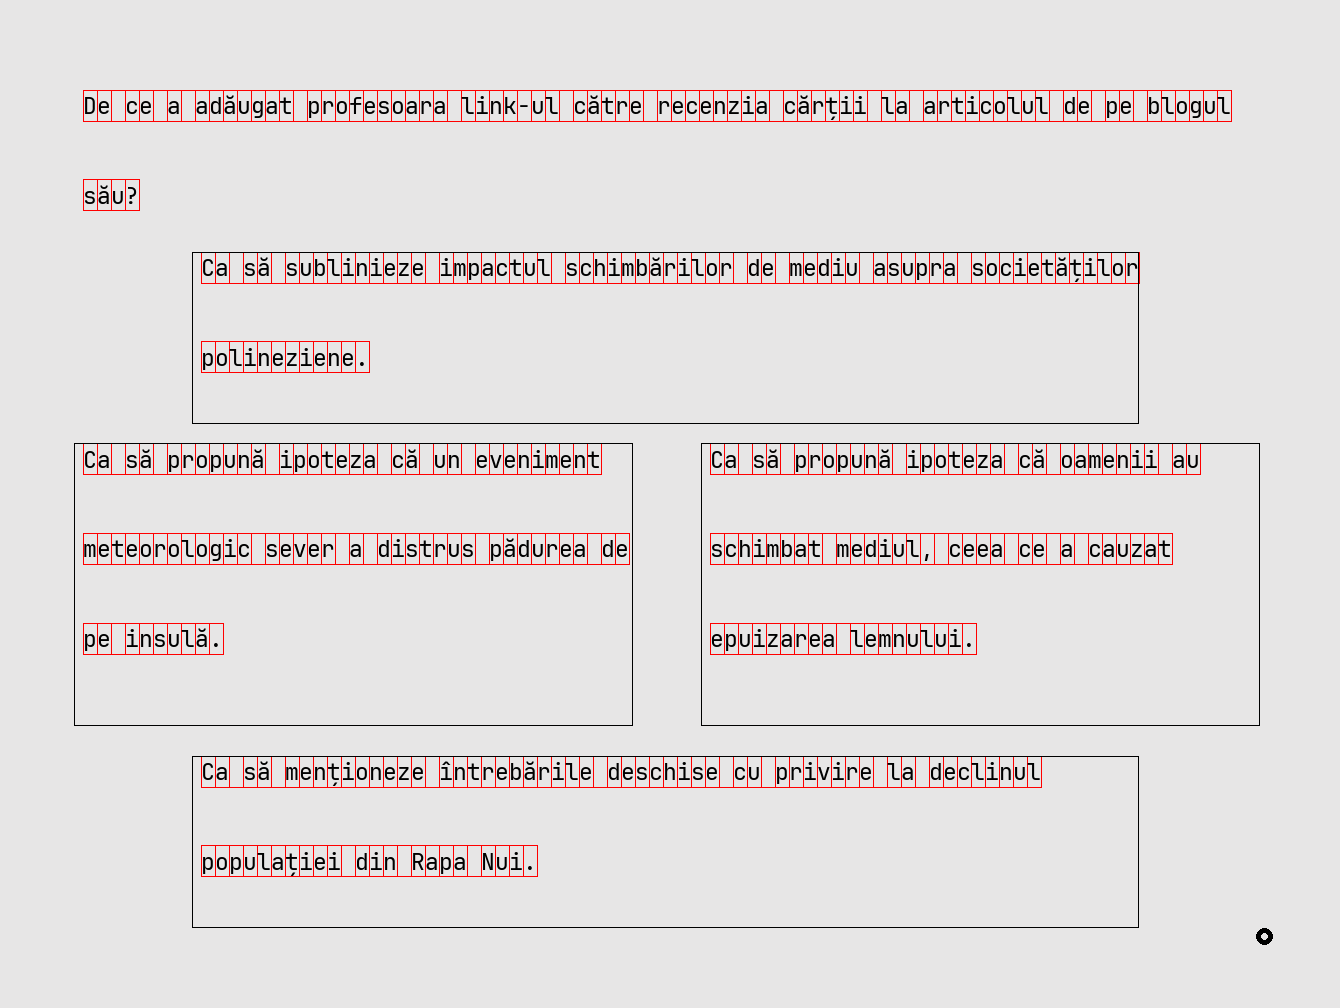 De ce a adăugat profesoara link-ul către recenzia cărții la articolul de pe blogul
său?
Ca să sublinieze impactul schimbărilor de mediu asupra societăților
polineziene.
Ca să propună ipoteza că un eveniment
meteorologic sever a distrus pădurea de
pe insulă.
Ca să propună ipoteza că oamenii au
schimbat mediul, ceea ce a cauzat
epuizarea lemnului.
Ca să menționeze întrebările deschise cu privire la declinul
populației din Rapa Nui.